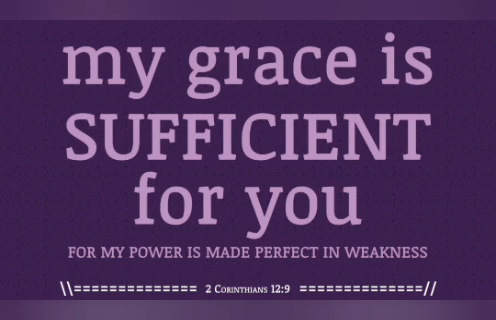 my grace is
SUFFICIENT
for you
FOR MY POWER IS MADE PERFECT IN WEAKNESS
\\============== 2 Corinthians 12:9 ==============//